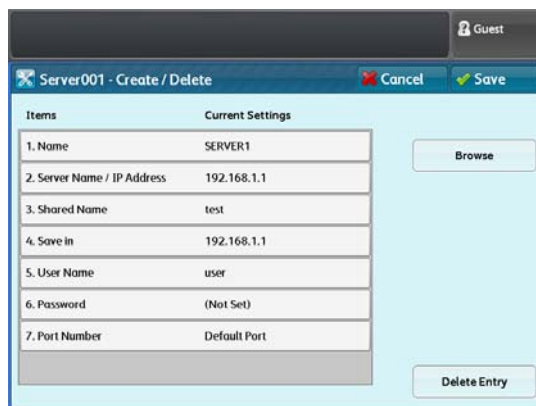 Guest
Server001 - Create / Delete Cancel Save
Items Current Settings
1. Name SERVER1
Browse
2. Server Name / IP Address 192.168.1.1
3. Shared Name test
4. Save in 192.168.1.1
5. User Name user
6. Password (Not Set)
7. Port Number Default Port
Delete Entry